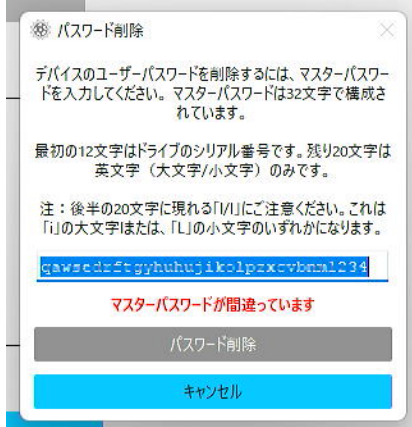 パスワード削除
デバイスのユーザーパスワードを削除するには、マスターパスワー
ドを入力してください。マスターパスワードは32文字で構成さ
れています。
最初の12文字はドライブのシリアル番号です。残り20文字は
英文字（大文字/小文字）のみです。
注：後半の20文字に現れる「I/l」にご注意ください。これは
「i」の大文字Iまたは、「L」の小文字のいずれかになります。
qawsedrftgyhuhujikolpzxcvbnm1234
マスターパスワードが間違っています
パスワード削除
キャンセル